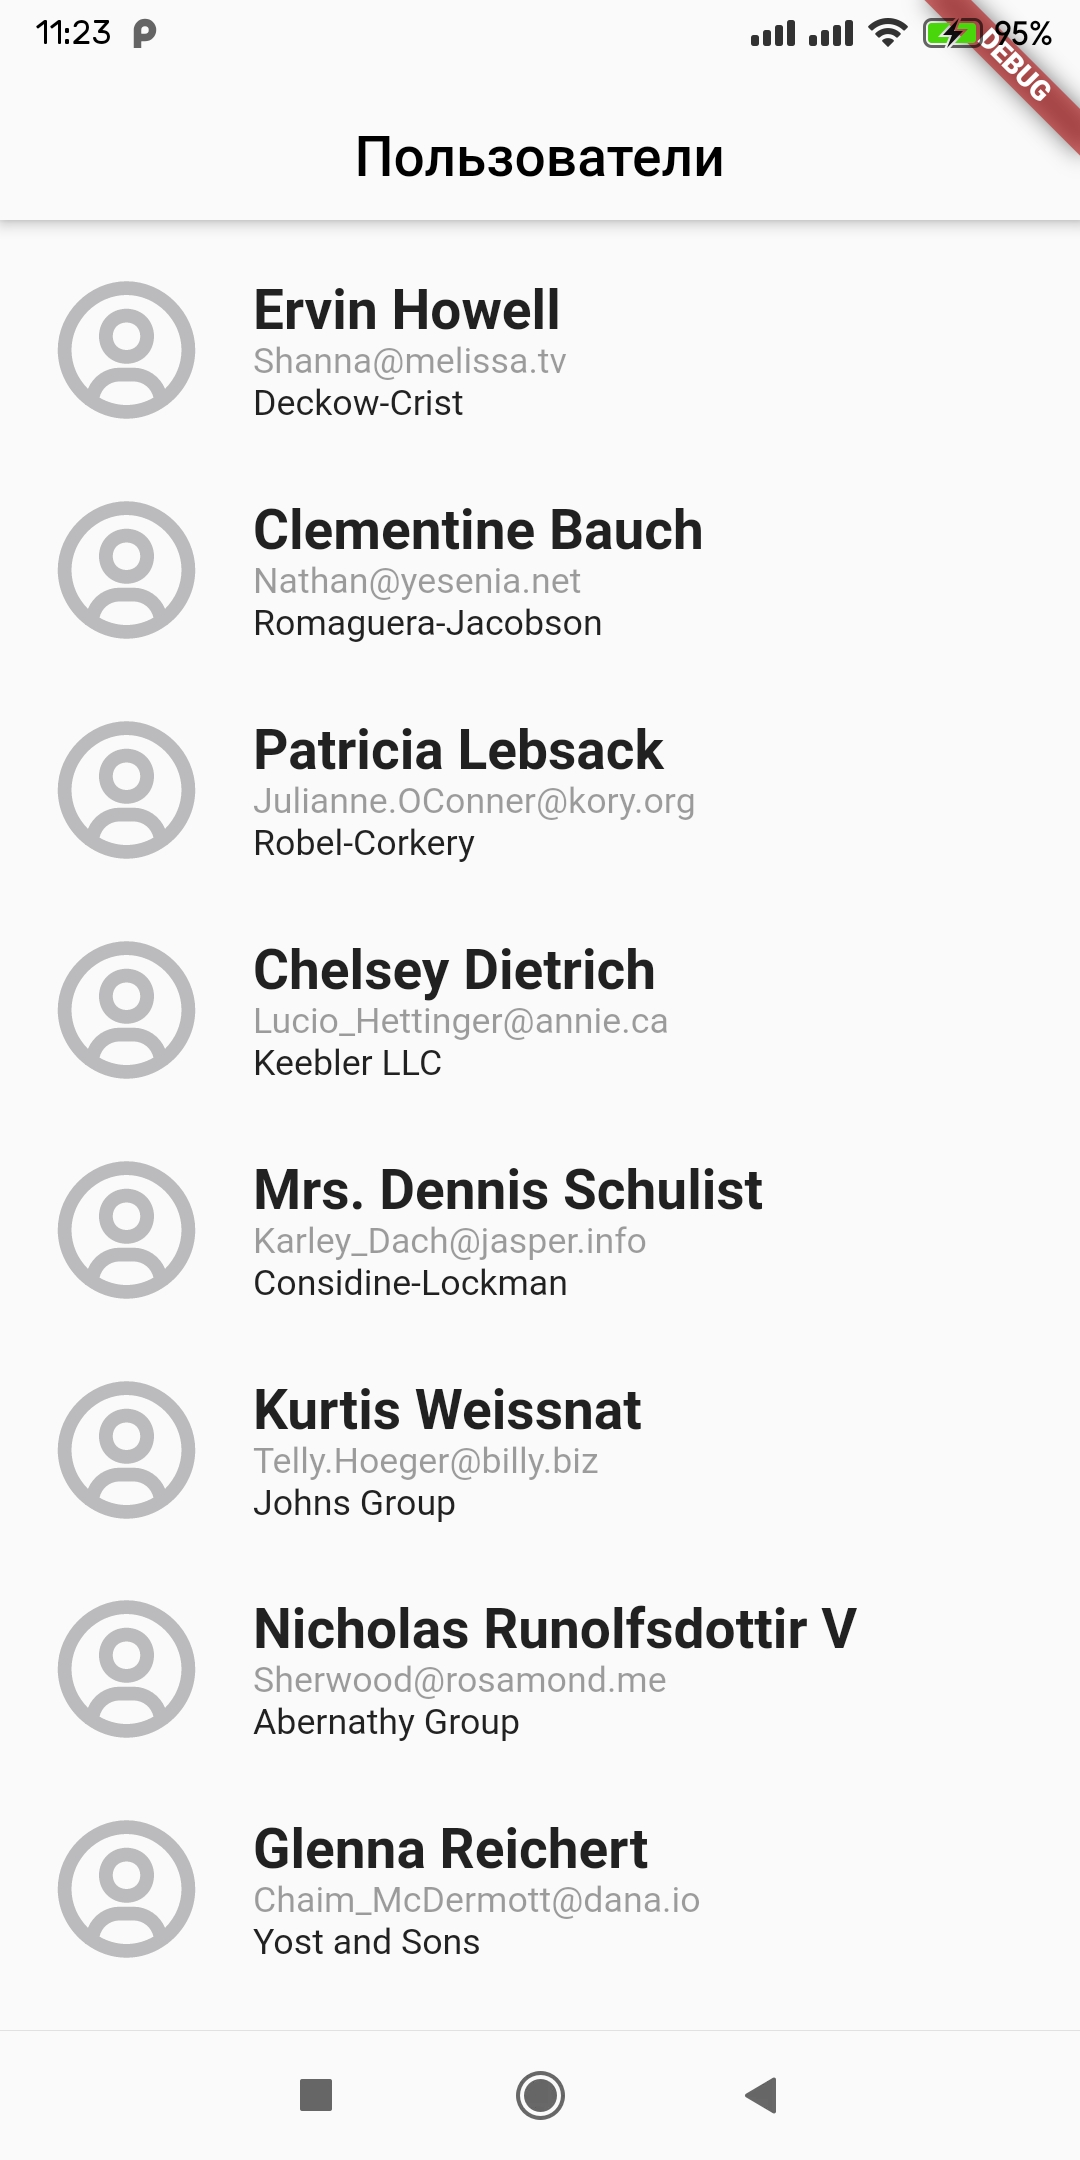 11:23
95%
DEBUG
Пользователи
Ervin Howell
Shanna@melissa.tv
Deckow-Crist
Clementine Bauch
Nathan@yesenia.net
Romaguera-Jacobson
Patricia Lebsack
Julianne.OConner@kory.org
Robel-Corkery
Chelsey Dietrich
Lucio_Hettinger@annie.ca
Keebler LLC
Mrs. Dennis Schulist
Karley_Dach@jasper.info
Considine-Lockman
Kurtis Weissnat
Telly.Hoeger@billy.biz
Johns Group
Nicholas Runolfsdottir V
Sherwood@rosamond.me
Abernathy Group
Glenna Reichert
Chaim_McDermott@dana.io
Yost and Sons